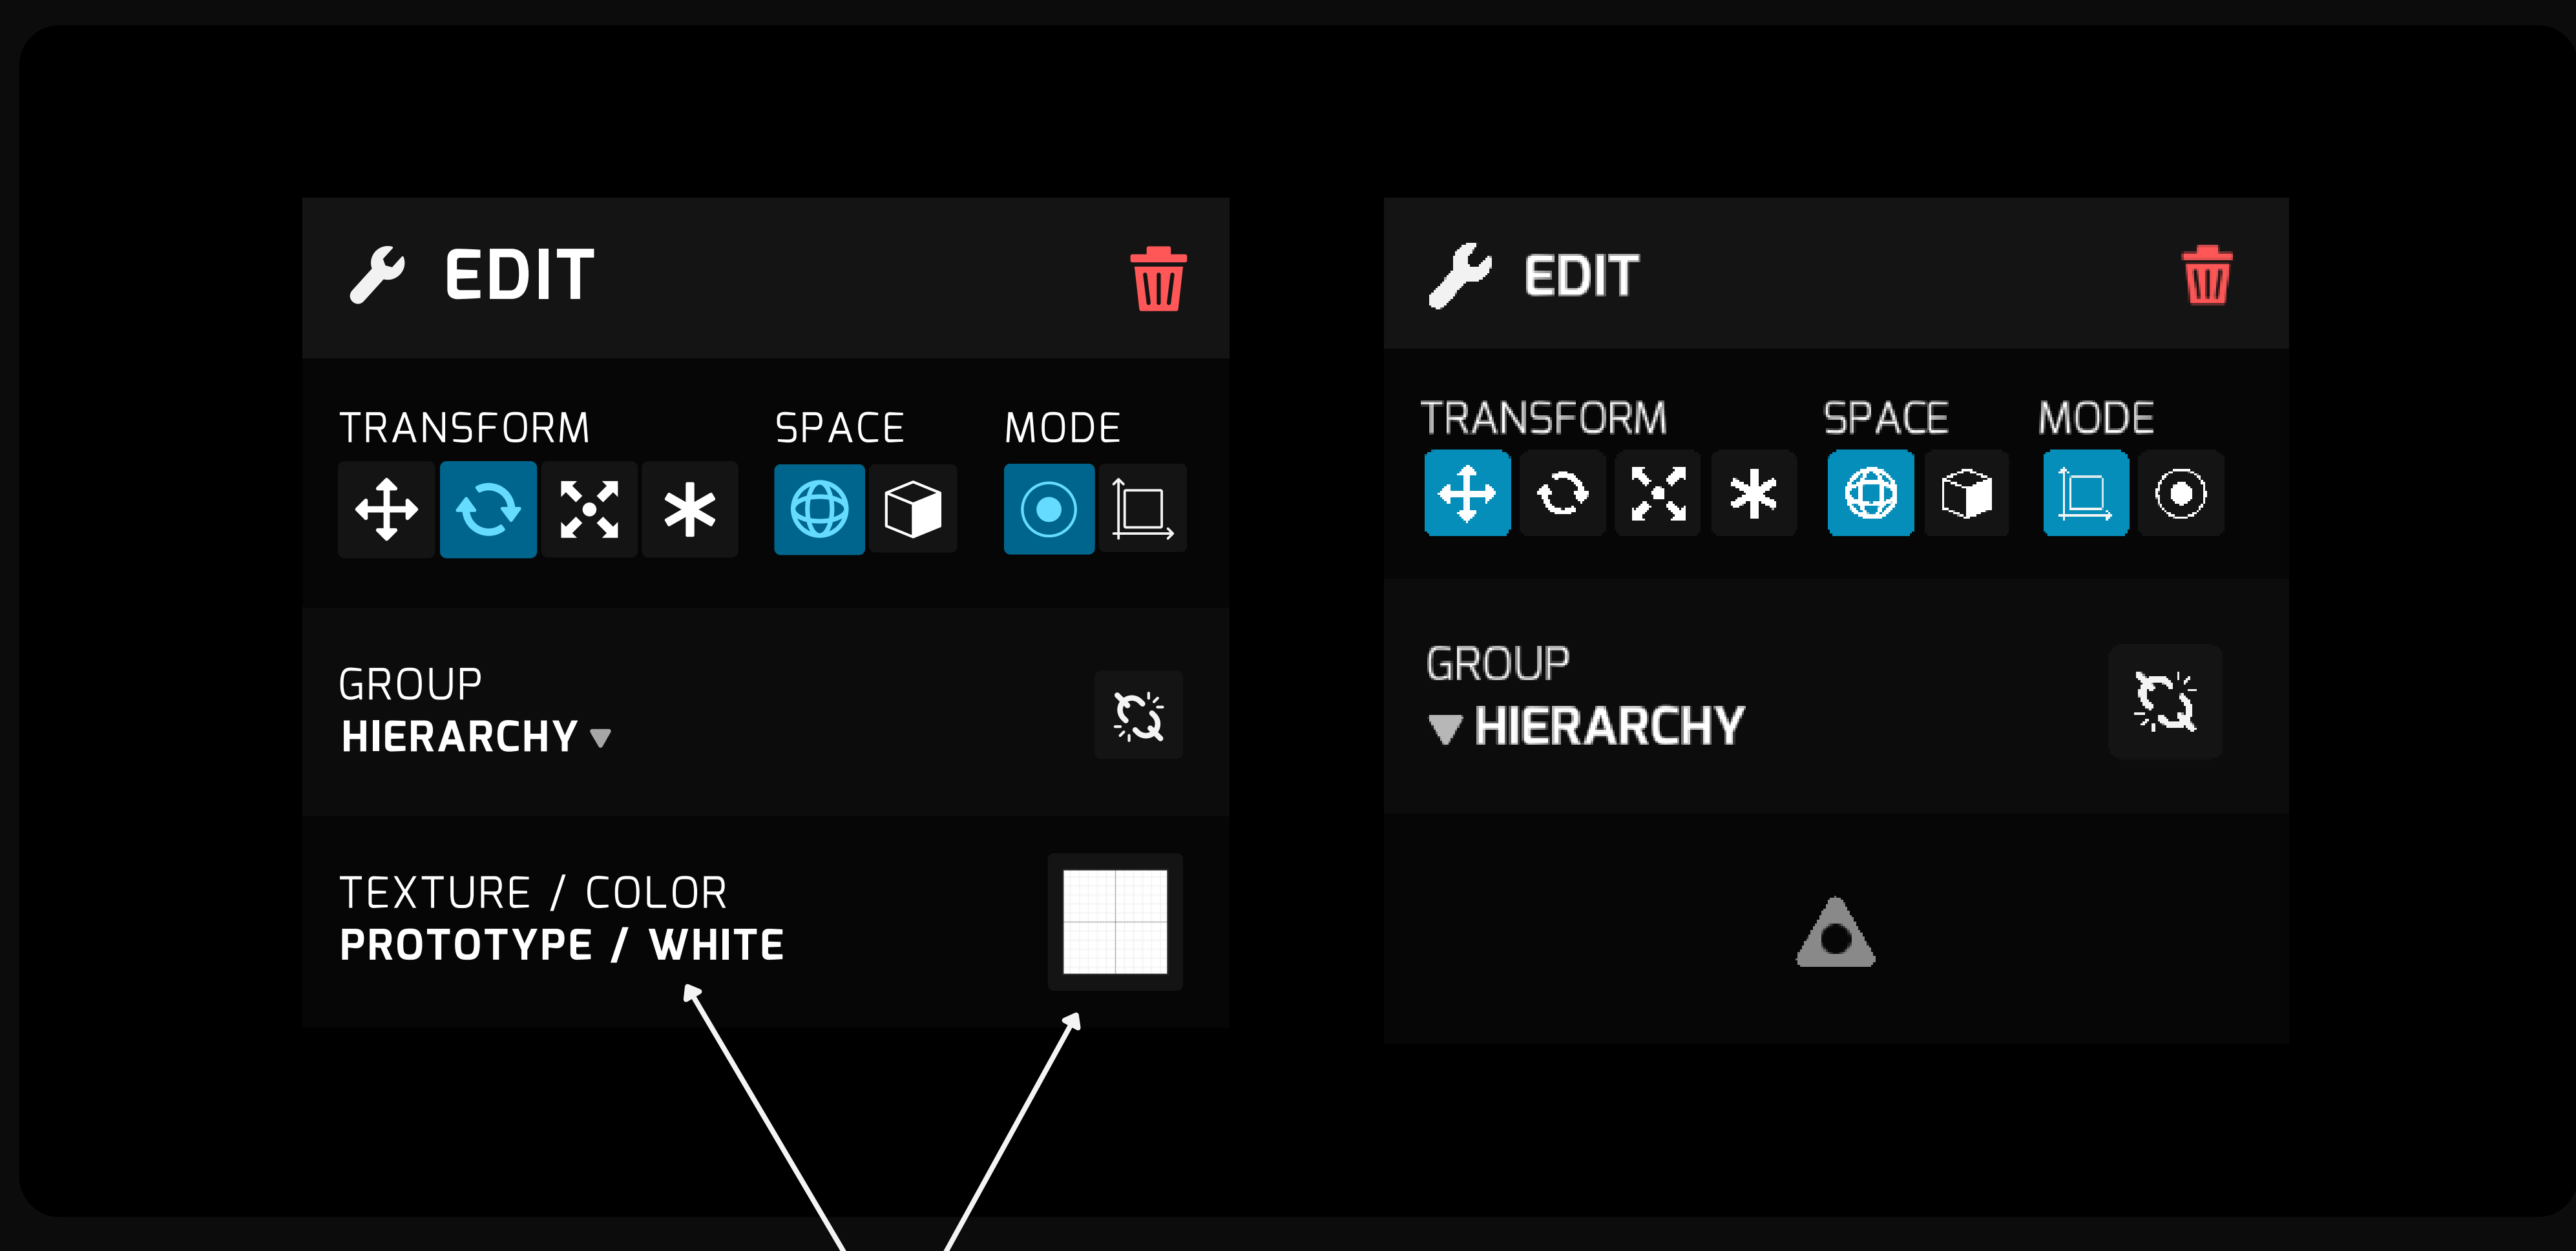 EDIT
TRANSFORM SPACE MODE
GROUP
HIERARCHY
TEXTURE / COLOR
PROTOTYPE / WHITE
EDIT
TRANSFORM SPACE MODE
GROUP
HIERARCHY